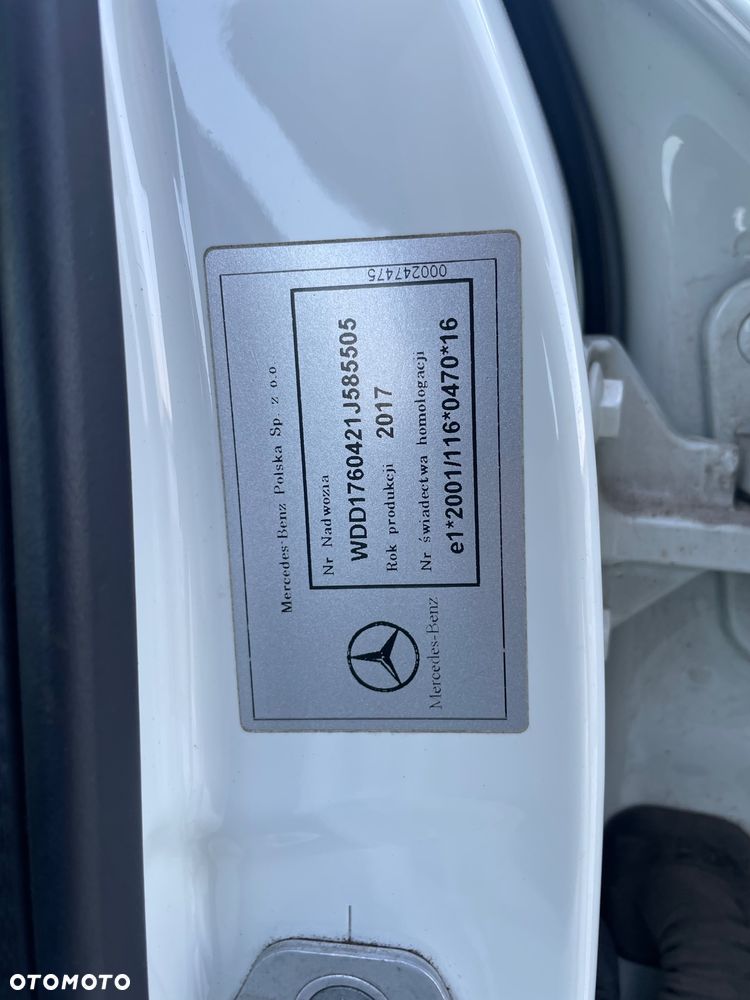 Mercedes-Benz Polska Sp. z o.o
Nr Nadwozia
WDD1760421J585505
Rok produkcji 2017
Nr świadectwa homologacji
e1*2001/116*0470*16
000247475
Mercedes-Benz
OTOMOTO